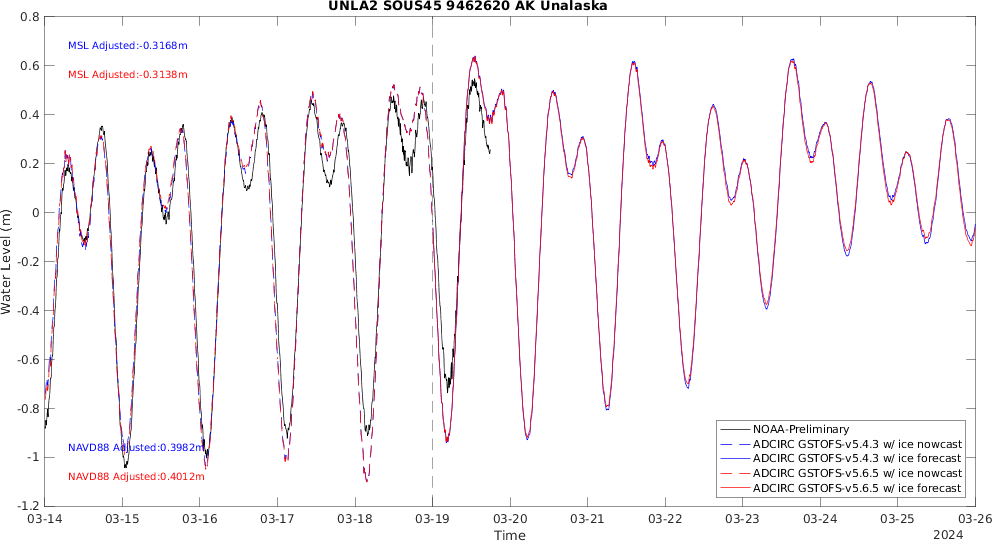 UNLA2 SOUS45 9462620 AK Unalaska
0.8
0.6
0.4
0.2
0
-0.2
-0.4
-0.6
-0.8
-1
-1.2
Water Level (m)
MSL Adjusted:-0.3168m
MSL Adjusted:-0.3138m
NAVD88 Adjusted:0.3982m
NAVD88 Adjusted:0.4012m
NOAA-Preliminary
ADCIRC GSTOFS-v5.4.3 w/ ice nowcast
ADCIRC GSTOFS-v5.4.3 w/ ice forecast
ADCIRC GSTOFS-v5.6.5 w/ ice nowcast
ADCIRC GSTOFS-v5.6.5 w/ ice forecast
03-14 03-15 03-16 03-17 03-18 03-19 03-20 03-21 03-22 03-23 03-24 03-25 03-26
Time
2024